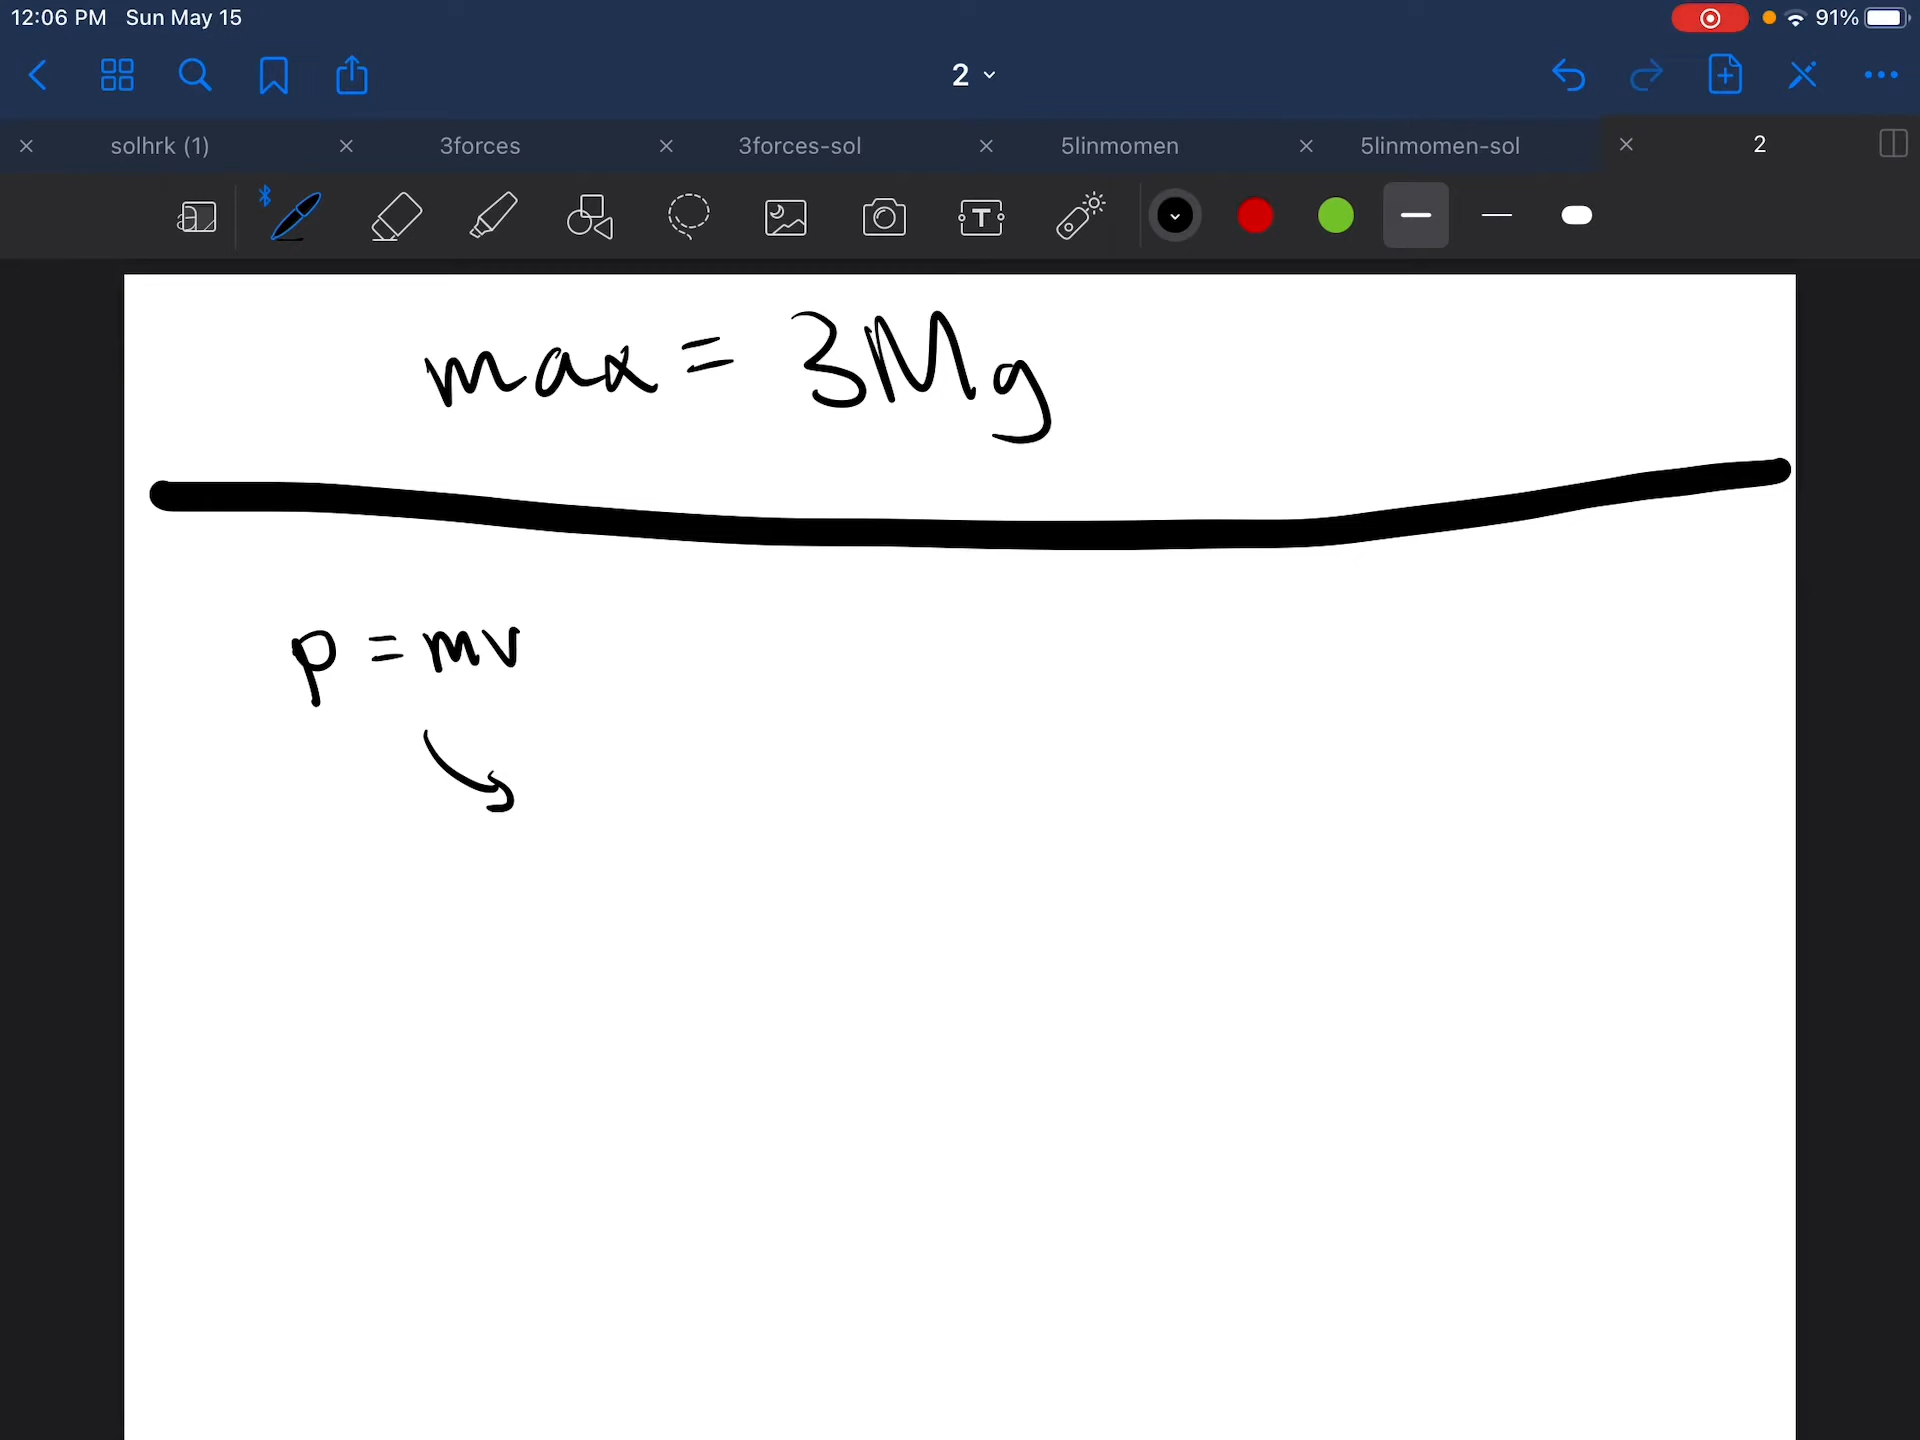 12:06 PM Sun May 15 91%
2
solhrk (1) 3forces 3forces-sol 5linmomen 5linmomen-sol 2
max = 3Mg
p = mv